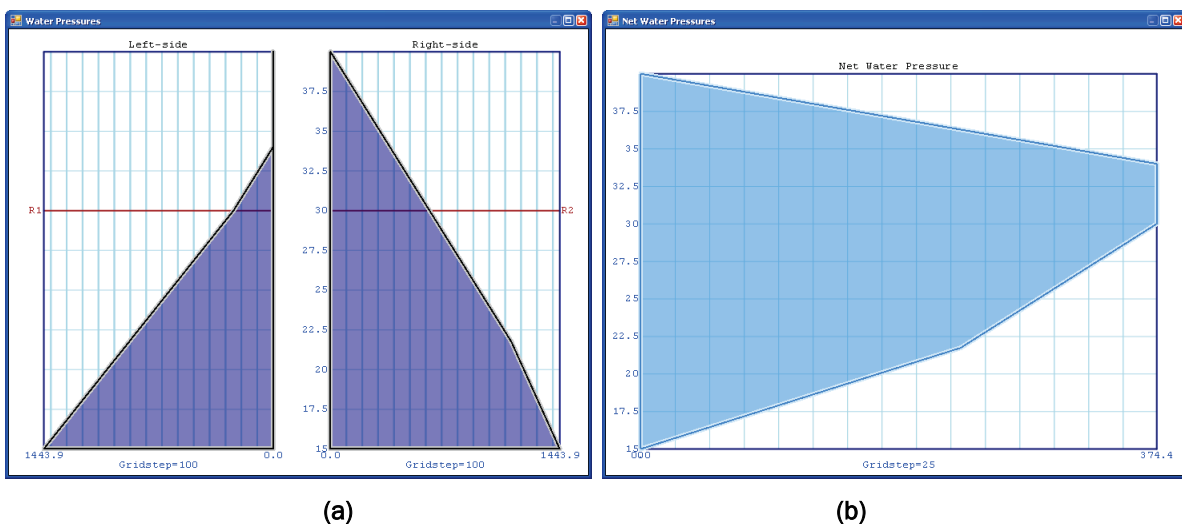 Water Pressures
Left-side
Right-side
37.5
35
32.5
R1
30
R2
27.5
25
22.5
20
17.5
15
1443.9
0.0
0.0
1443.9
Gridstep=100
Gridstep=100
(a)
Net Water Pressures
Net Water Pressure
37.5
35
32.5
30
27.5
25
22.5
20
17.5
15
000
374.4
Gridstep=25
(b)